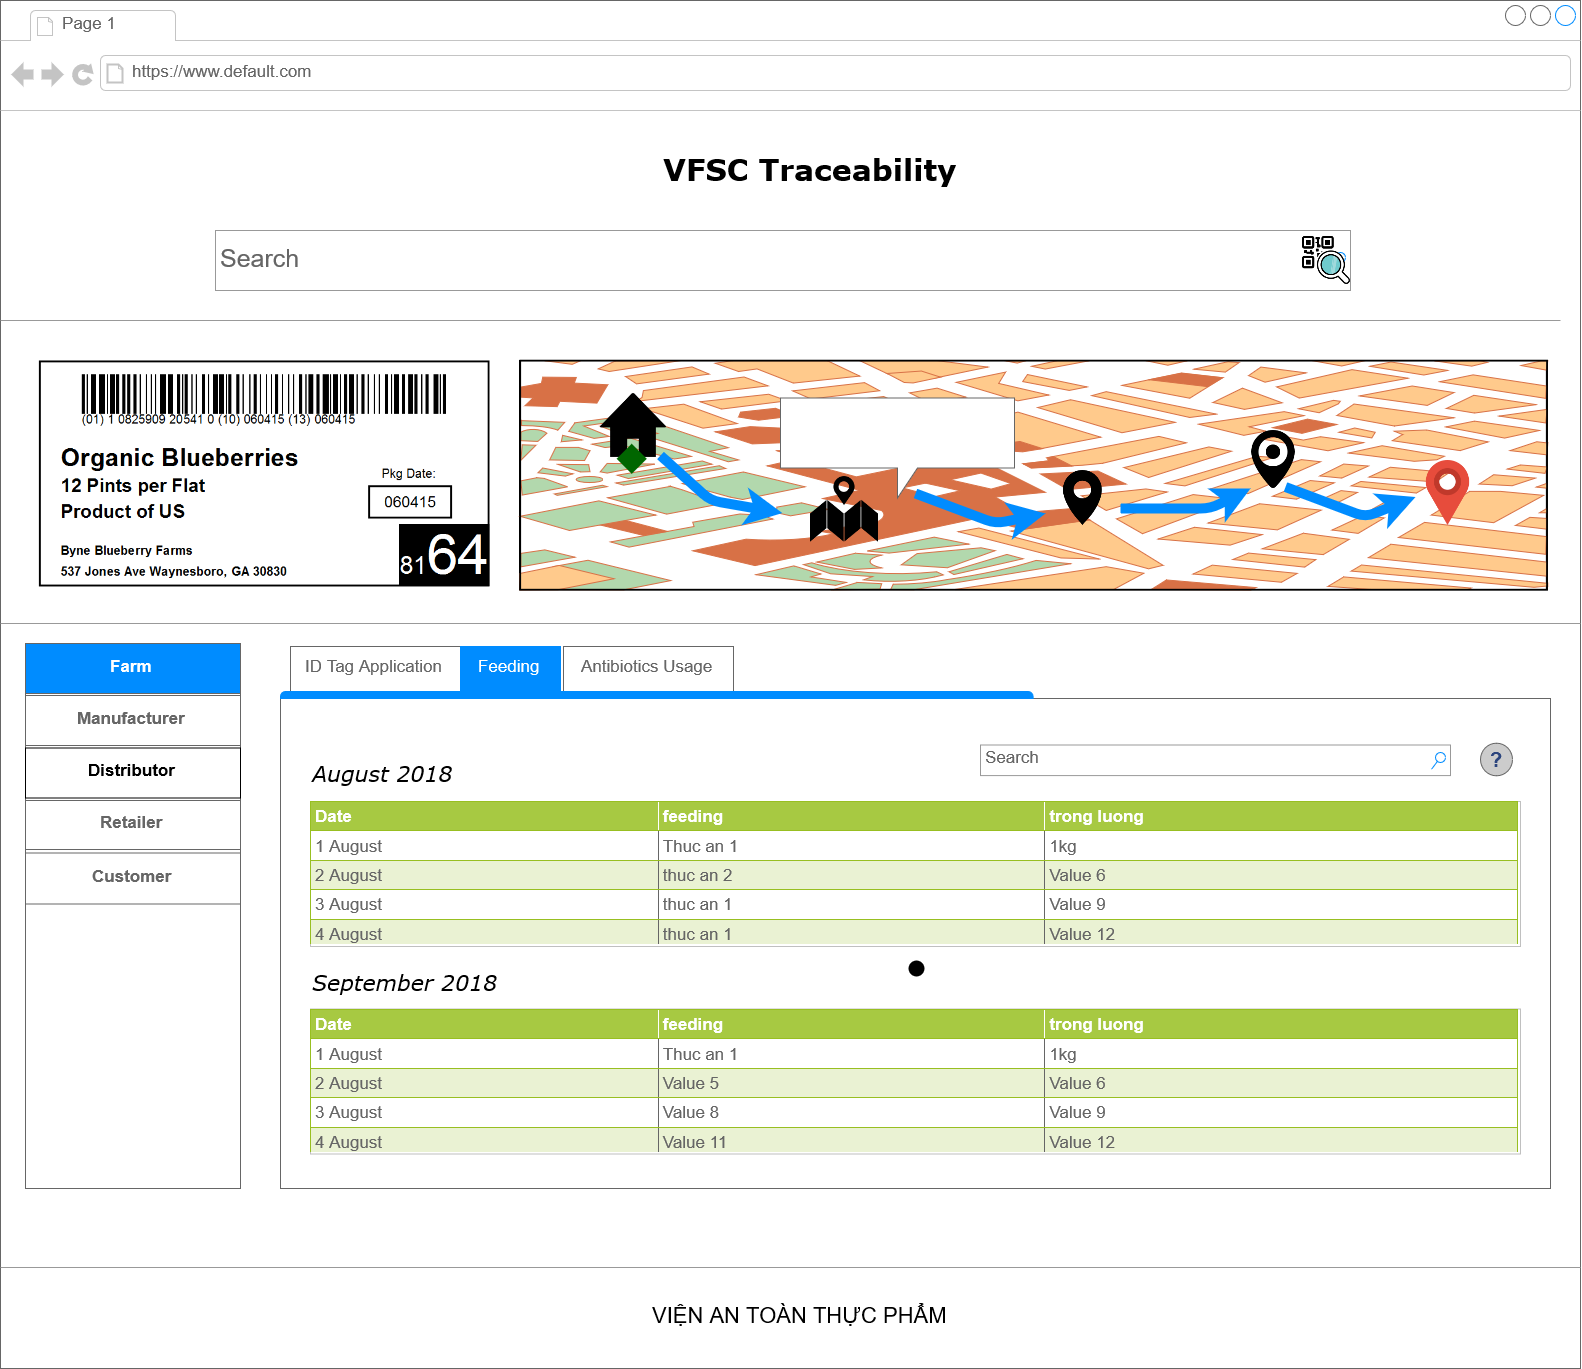 Page 1
https://www.default.com
VFSC Traceability
Search
(01) 1 0825909 20541 0 (10) 060415 (13) 060415
Organic Blueberries
12 Pints per Flat
Product of US
Pkg Date:
060415
Byne Blueberry Farms
537 Jones Ave Waynesboro, GA 30830
8164
Farm
Manufacturer
Distributor
Retailer
Customer
ID Tag Application Feeding Antibiotics Usage
Search ?
August 2018
Date feeding trong luong
1 August Thuc an 1 1kg
2 August thuc an 2 Value 6
3 August thuc an 1 Value 9
4 August thuc an 1 Value 12
September 2018
Date feeding trong luong
1 August Thuc an 1 1kg
2 August Value 5 Value 6
3 August Value 8 Value 9
4 August Value 11 Value 12
VIỆN AN TOÀN THỰC PHẨM